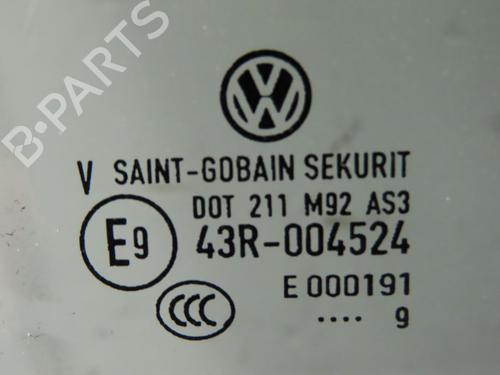 B-PARTS
VW
V SAINT-GOBAIN SEKURIT
DOT 211 M92 AS3
E9 43R-004524
CCC E 000191
.... 9